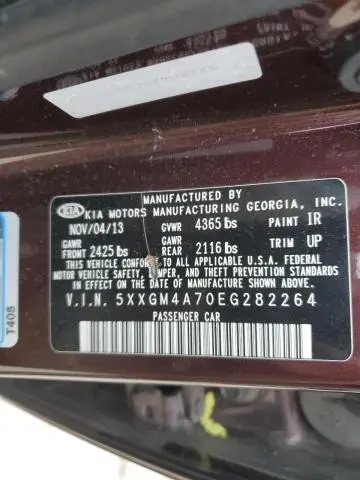 MANUFACTURED BY
KIA KIA MOTORS MANUFACTURING GEORGIA, INC.
NOV/04/13 GVWR 4365 lbs PAINT IR
GAWR FRONT 2425 lbs GAWR REAR 2116 lbs TRIM UP
THIS VEHICLE CONFORMS TO ALL APPLICABLE U.S.A. FEDERAL
MOTOR VEHICLE SAFETY, BUMPER, AND THEFT PREVENTION STANDARDS
IN EFFECT ON THE DATE OF MANUFACTURE SHOWN ABOVE.
V.I.N. 5XXGM4A70EG282264
PASSENGER CAR
T405